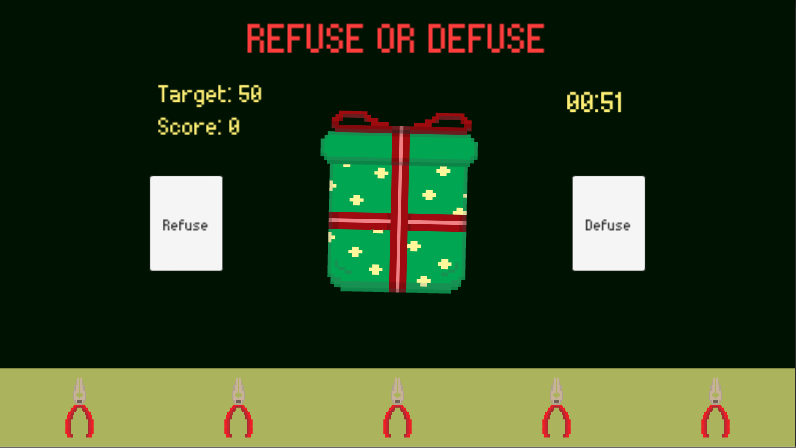 REFUSE OR DEFUSE
Target: 50
Score: 0
00:51
Refuse
Defuse